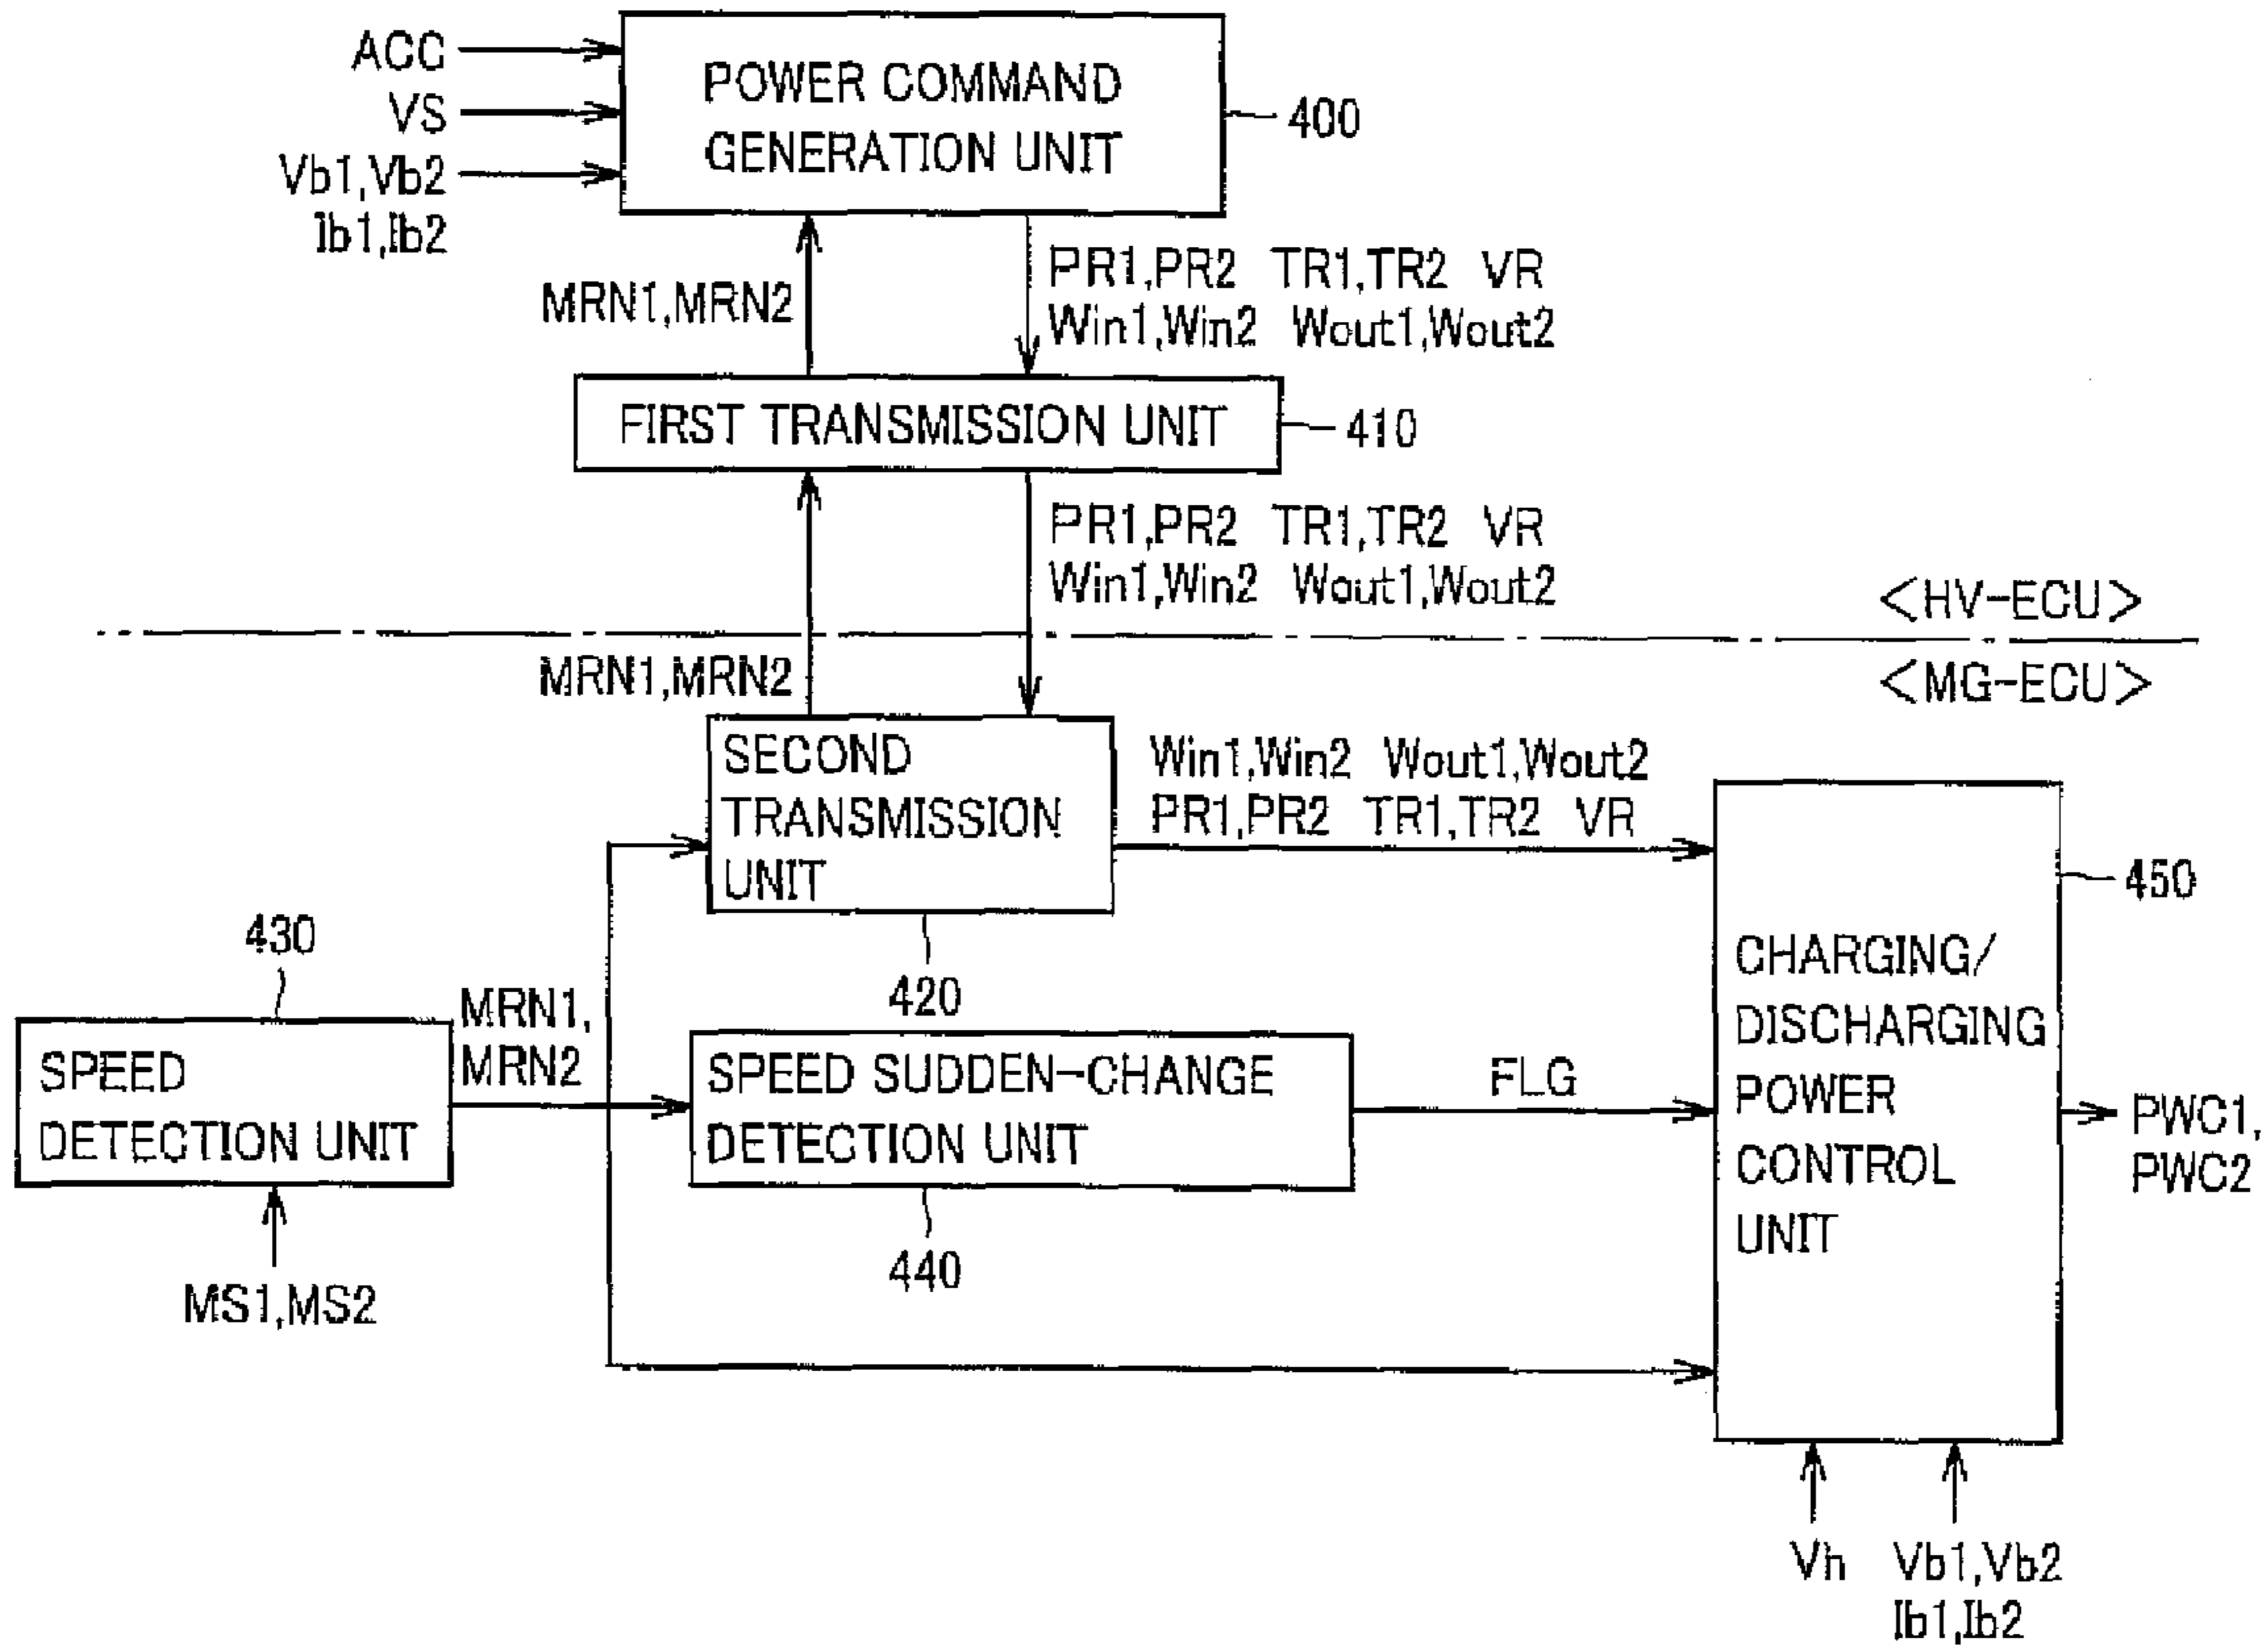 ACC
VS
Vb1,Vb2
Ib1,Ib2
POWER COMMAND
GENERATION UNIT
400
MRN1,MRN2
PR1,PR2 TR1,TR2 VR
Win1,Win2 Wout1,Wout2
FIRST TRANSMISSION UNIT
410
PR1,PR2 TR1,TR2 VR
Win1,Win2 Wout1,Wout2
<HV-ECU>
MRN1,MRN2
<MG-ECU>
SECOND
TRANSMISSION
UNIT
420
Win1,Win2 Wout1,Wout2
PR1,PR2 TR1,TR2 VR
430
SPEED
DETECTION UNIT
MS1,MS2
MRN1,
MRN2
SPEED SUDDEN-CHANGE
DETECTION UNIT
440
FLG
450
CHARGING/
DISCHARGING
POWER
CONTROL
UNIT
PWC1,
PWC2
Vh
Vb1,Vb2
Ib1,Ib2